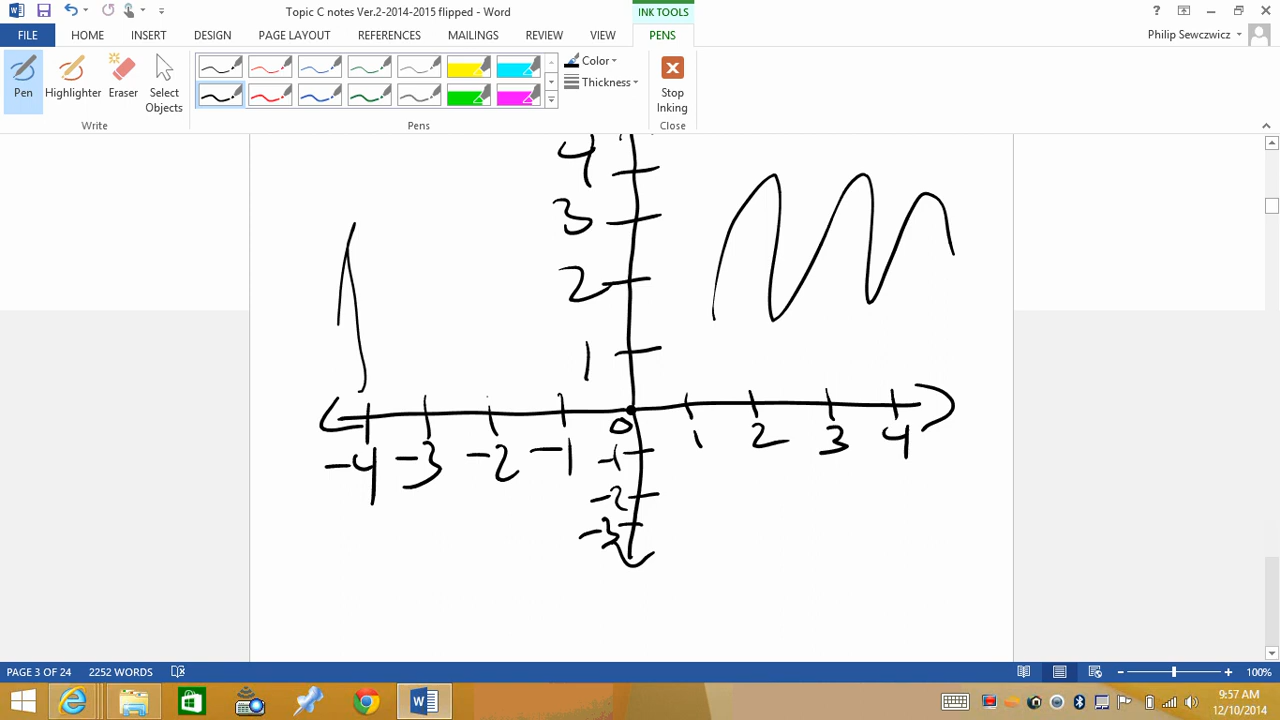 Topic C notes Ver.2-2014-2015 flipped - Word
INK TOOLS
?
FILE
HOME
INSERT
DESIGN
PAGE LAYOUT
REFERENCES
MAILINGS
REVIEW
VIEW
PENS
Philip Sewczwicz
Pen
Highlighter
Eraser
Select Objects
Color
Thickness
Stop Inking
Write
Pens
Close
4
3
2
1
-4 -3 -2 -1 0 1 2 3 4
-1
-2
-3
PAGE 3 OF 24
2252 WORDS
100%
9:57 AM
12/10/2014